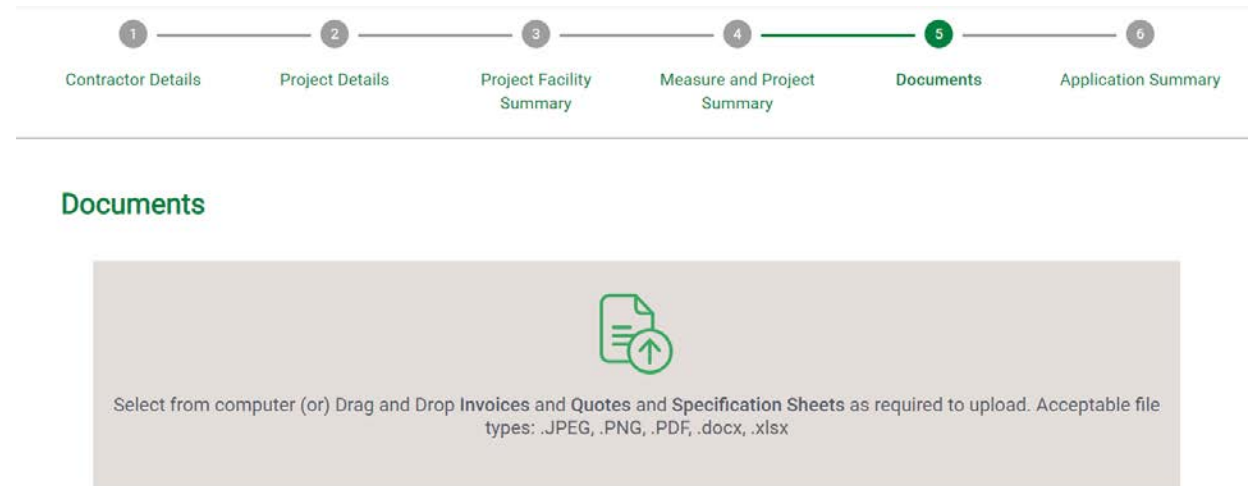 1 2 3 4 5 6
Contractor Details Project Details Project Facility Measure and Project Documents Application Summary
Summary Summary
Documents
Select from computer (or) Drag and Drop Invoices and Quotes and Specification Sheets as required to upload. Acceptable file
types: .JPEG, .PNG, .PDF, .docx, .xlsx